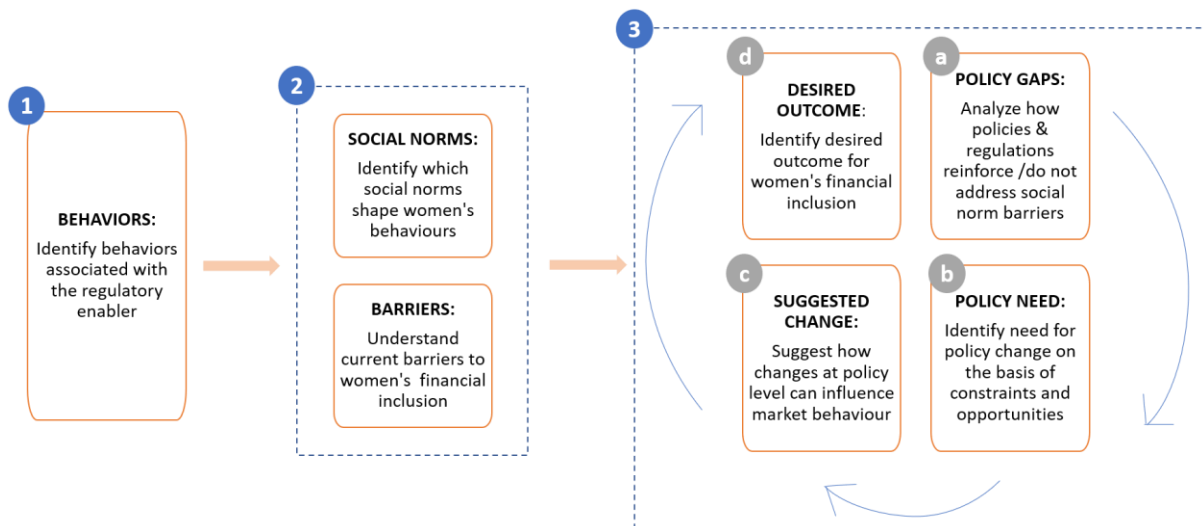 1
BEHAVIORS:
Identify behaviors
associated with
the regulatory
enabler
2
SOCIAL NORMS:
Identify which
social norms
shape women's
behaviours
BARRIERS:
Understand
current barriers to
women's financial
inclusion
3
a
POLICY GAPS:
Analyze how
policies &
regulations
reinforce /do not
address social
norm barriers
b
POLICY NEED:
Identify need for
policy change on
the basis of
constraints and
opportunities
c
SUGGESTED
CHANGE:
Suggest how
changes at policy
level can influence
market behaviour
d
DESIRED
OUTCOME:
Identify desired
outcome for
women's financial
inclusion